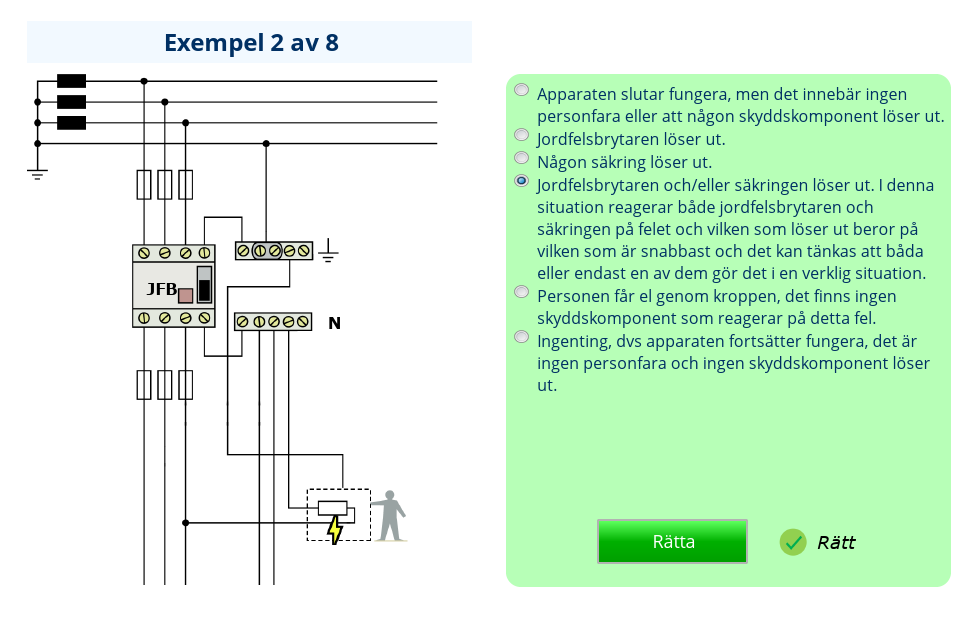 Exempel 2 av 8
JFB
N
Apparaten slutar fungera, men det innebär ingen
personfara eller att någon skyddskomponent löser ut.
Jordfelsbrytaren löser ut.
Någon säkring löser ut.
Jordfelsbrytaren och/eller säkringen löser ut. I denna
situation reagerar både jordfelsbrytaren och
säkringen på felet och vilken som löser ut beror på
vilken som är snabbast och det kan tänkas att båda
eller endast en av dem gör det i en verklig situation.
Personen får el genom kroppen, det finns ingen
skyddskomponent som reagerar på detta fel.
Ingenting, dvs apparaten fortsätter fungera, det är
ingen personfara och ingen skyddskomponent löser
ut.
Rätta
Rätt